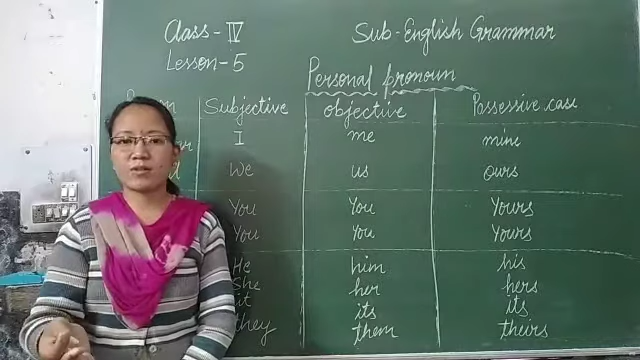 Class - IV Sub - English Grammar
Lesson - 5
Personal pronoun
Subjective objective Possessive case
I me mine
We us ours
You You Yours
You You Yours
He him his
She her hers
it its its
they them theirs